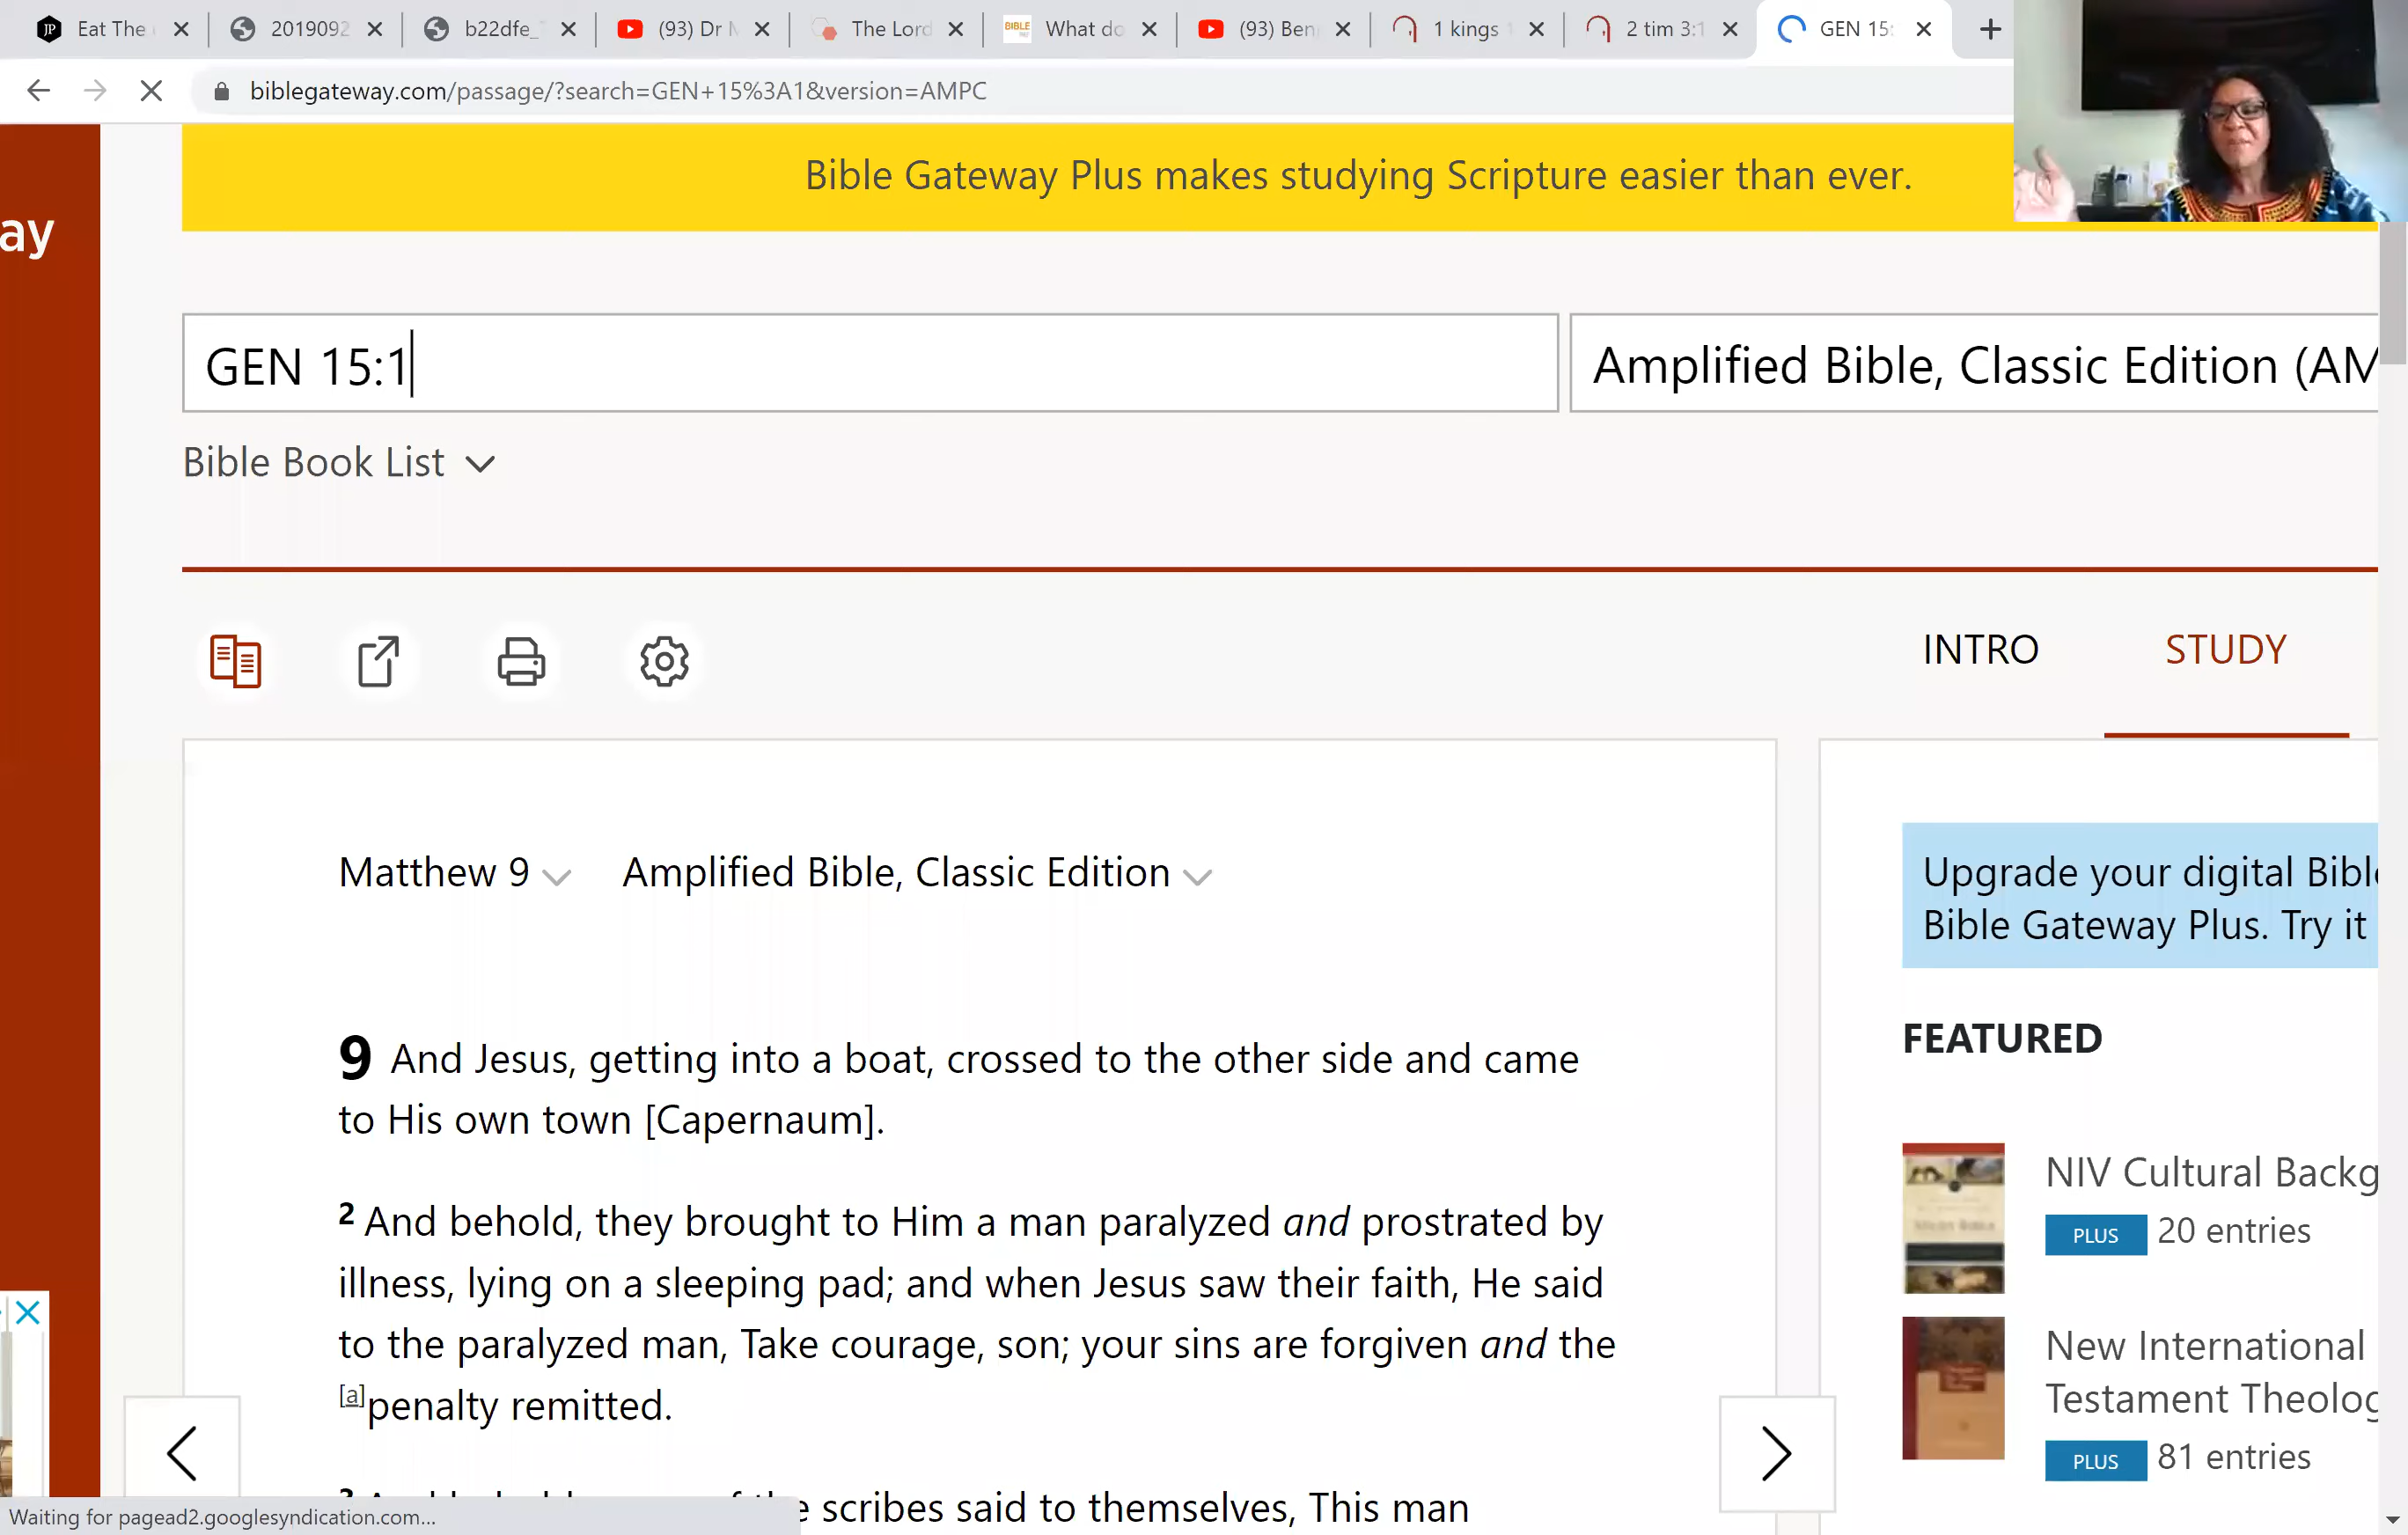 Eat The
2019092
b22dfe_
(93) Dr
The Lord
What do
(93) Ben
1 kings
2 tim 3:1
GEN 15:
biblegateway.com/passage/?search=GEN+15%3A1&version=AMPC
Bible Gateway Plus makes studying Scripture easier than ever.
ay
GEN 15:1
Amplified Bible, Classic Edition (AM
Bible Book List
INTRO
STUDY
Matthew 9
Amplified Bible, Classic Edition
9 And Jesus, getting into a boat, crossed to the other side and came
to His own town [Capernaum].
2 And behold, they brought to Him a man paralyzed and prostrated by
illness, lying on a sleeping pad; and when Jesus saw their faith, He said
to the paralyzed man, Take courage, son; your sins are forgiven and the
[a]penalty remitted.
scribes said to themselves, This man
Upgrade your digital Bibl
Bible Gateway Plus. Try it
FEATURED
NIV Cultural Backg
PLUS 20 entries
New International
Testament Theolog
PLUS 81 entries
Waiting for pagead2.googlesyndication.com...